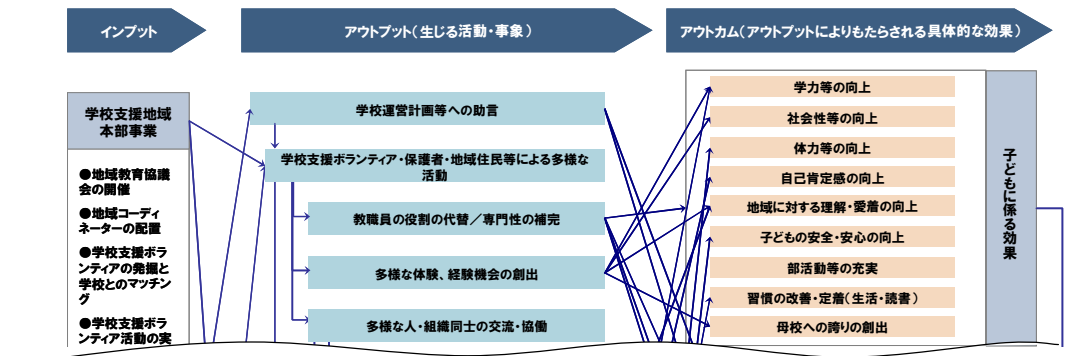 インプット
アウトプット（生じる活動・事象）
アウトカム（アウトプットによりもたらされる具体的な効果）
学校支援地域
本部事業
●地域教育協議
会の開催
●地域コーディ
ネーターの配置
●学校支援ボラ
ンティアの発掘と
学校とのマッチン
グ
●学校支援ボラ
ンティア活動の実
学校運営計画等への助言
学校支援ボランティア・保護者・地域住民等による多様な
活動
教職員の役割の代替／専門性の補完
多様な体験、経験機会の創出
多様な人・組織同士の交流・協働
学力等の向上
社会性等の向上
体力等の向上
自己肯定感の向上
地域に対する理解・愛着の向上
子どもの安全・安心の向上
部活動等の充実
習慣の改善・定着（生活・読書）
母校への誇りの創出
子どもに係る効果